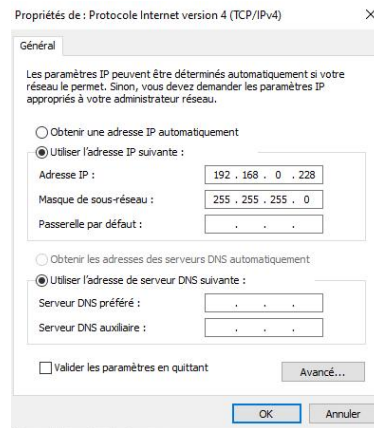 Propriétés de : Protocole Internet version 4 (TCP/IPv4)
Général
Les paramètres IP peuvent être déterminés automatiquement si votre
réseau le permet. Sinon, vous devez demander les paramètres IP
appropriés à votre administrateur réseau.
Obtenir une adresse IP automatiquement
Utiliser l'adresse IP suivante :
Adresse IP : 192 . 168 . 0 . 228
Masque de sous-réseau : 255 . 255 . 255 . 0
Passerelle par défaut : . . .
Obtenir les adresses des serveurs DNS automatiquement
Utiliser l'adresse de serveur DNS suivante :
Serveur DNS préféré : . . .
Serveur DNS auxiliaire : . . .
Valider les paramètres en quittant
Avancé...
OK Annuler